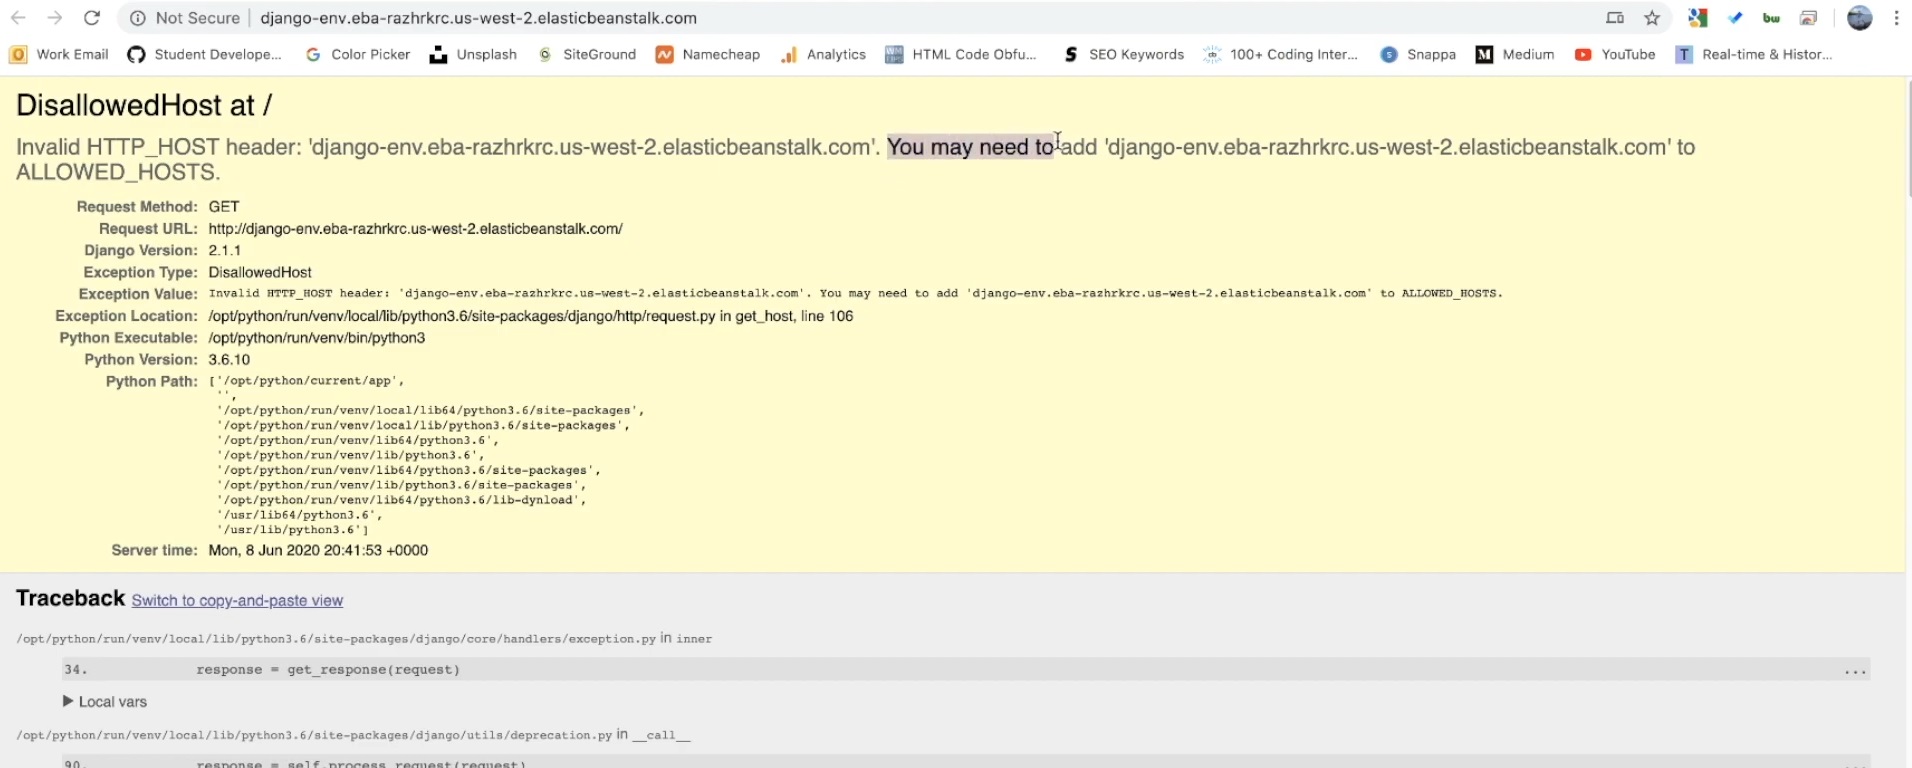 Not Secure | django-env.eba-razhrkrc.us-west-2.elasticbeanstalk.com
Work Email Student Develope... Color Picker Unsplash SiteGround Namecheap Analytics HTML Code Obfu... SEO Keywords 100+ Coding Inter... Snappa Medium YouTube Real-time & Histor...
DisallowedHost at /
Invalid HTTP_HOST header: 'django-env.eba-razhrkrc.us-west-2.elasticbeanstalk.com'. You may need to add 'django-env.eba-razhrkrc.us-west-2.elasticbeanstalk.com' to
ALLOWED_HOSTS.
Request Method: GET
Request URL: http://django-env.eba-razhrkrc.us-west-2.elasticbeanstalk.com/
Django Version: 2.1.1
Exception Type: DisallowedHost
Exception Value: Invalid HTTP_HOST header: 'django-env.eba-razhrkrc.us-west-2.elasticbeanstalk.com'. You may need to add 'django-env.eba-razhrkrc.us-west-2.elasticbeanstalk.com' to ALLOWED_HOSTS.
Exception Location: /opt/python/run/venv/local/lib/python3.6/site-packages/django/http/request.py in get_host, line 106
Python Executable: /opt/python/run/venv/bin/python3
Python Version: 3.6.10
Python Path: ['/opt/python/current/app',
'',
'/opt/python/run/venv/local/lib64/python3.6/site-packages',
'/opt/python/run/venv/local/lib/python3.6/site-packages',
'/opt/python/run/venv/lib64/python3.6',
'/opt/python/run/venv/lib/python3.6',
'/opt/python/run/venv/lib64/python3.6/site-packages',
'/opt/python/run/venv/lib/python3.6/site-packages',
'/opt/python/run/venv/lib64/python3.6/lib-dynload',
'/usr/lib64/python3.6',
'/usr/lib/python3.6']
Server time: Mon, 8 Jun 2020 20:41:53 +0000
Traceback Switch to copy-and-paste view
/opt/python/run/venv/local/lib/python3.6/site-packages/django/core/handlers/exception.py in inner
34. response = get_response(request) ...
▶ Local vars
/opt/python/run/venv/local/lib/python3.6/site-packages/django/utils/deprecation.py in __call__
90. response = self.process_request(request) ...